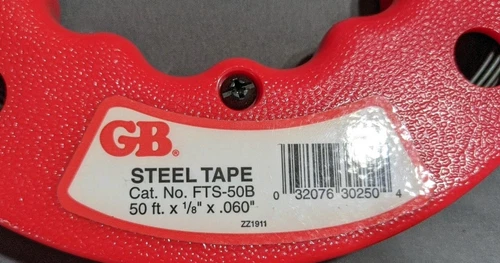 GB®
STEEL TAPE
Cat. No. FTS-50B
50 ft. x 1/8" x .060"
0 32076 30250 4
ZZ1911